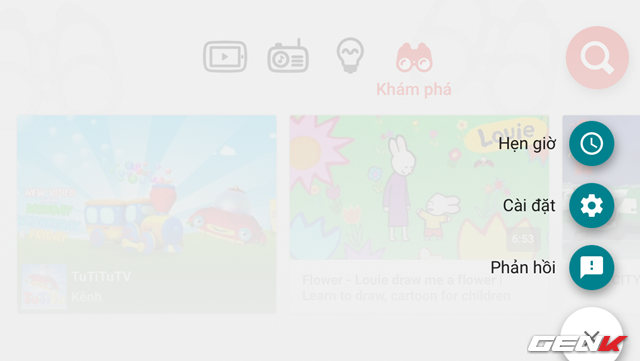 Khám phá
Hẹn giờ
Louie
Cài đặt
6:53
Phản hồi
TuTiTuTV
Kênh
Flower - Louie draw me a flower |
Learn to draw, cartoon for children
GENK